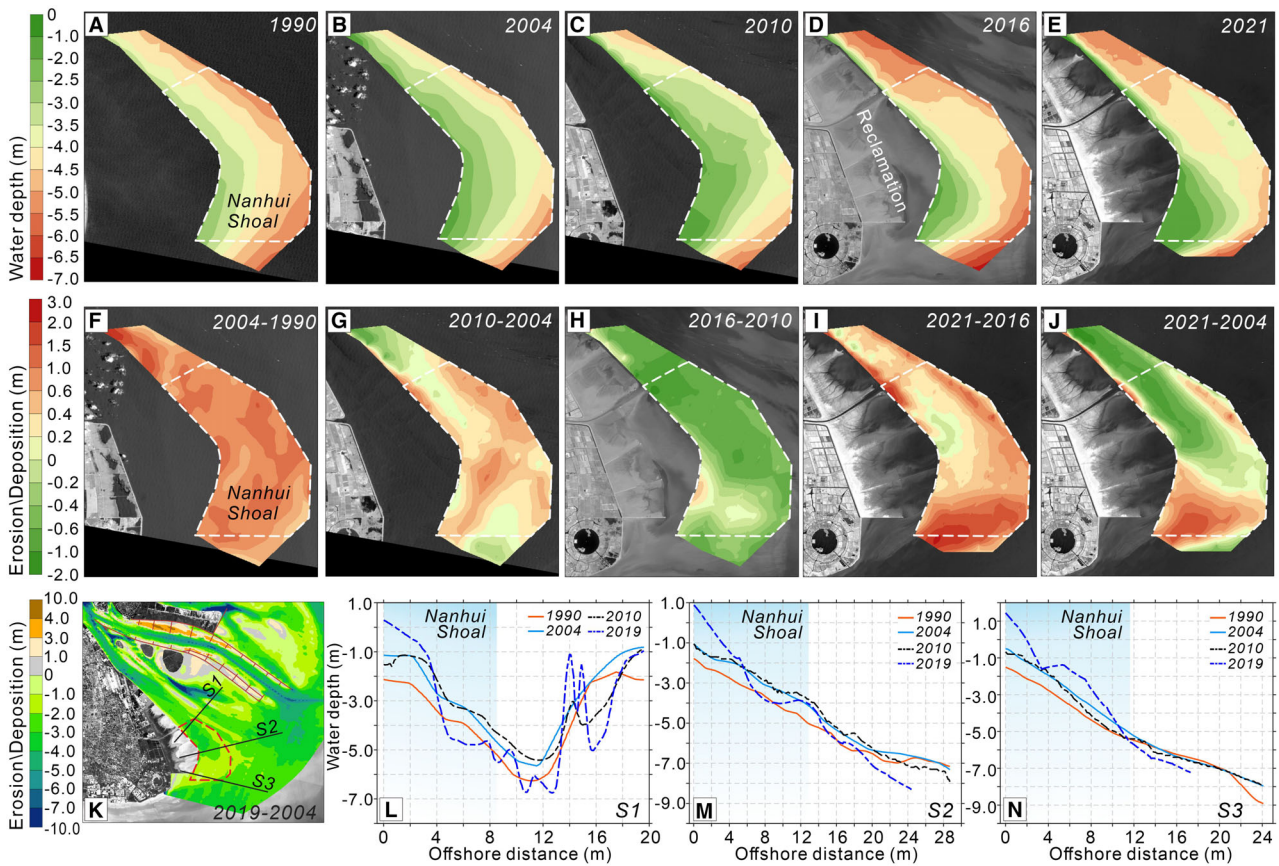 A 1990
B 2004
C 2010
D 2016
E 2021
Water depth (m)
0
-1.0
-2.5
-3.0
-3.5
-4.0
-5.0
-5.5
-6.0
-6.5
-7.0
Nanhui
Shoal
Reclamation
F 2004-1990
G 2010-2004
H 2016-2010
I 2021-2016
J 2021-2004
Erosion\Deposition (m)
3.0
2.0
1.5
1.0
0.6
0.4
0.2
0
-0.2
-0.4
-0.6
-1.0
-2.0
Nanhui
Shoal
Erosion\Deposition (m)
10.0
4.0
1.0
0
-1.0
-2.0
-3.0
-4.0
-6.0
-7.0
-10.0
S1
S2
S3
K 2019-2004
Water depth (m)
1.0
-1.0
-3.0
-5.0
-7.0
Nanhui
Shoal
1990 2010
2004 2019
L S1
0 4 8 12 16 20
Offshore distance (m)
1.0
-1.0
-3.0
-5.0
-7.0
-9.0
Nanhui
Shoal
1990
2004
2010
2019
M S2
0 4 8 12 16 20 24 28
Offshore distance (m)
1.0
-1.0
-3.0
-5.0
-7.0
-9.0
Nanhui
Shoal
1990
2004
2010
2019
N S3
0 4 8 12 16 20 24
Offshore distance (m)